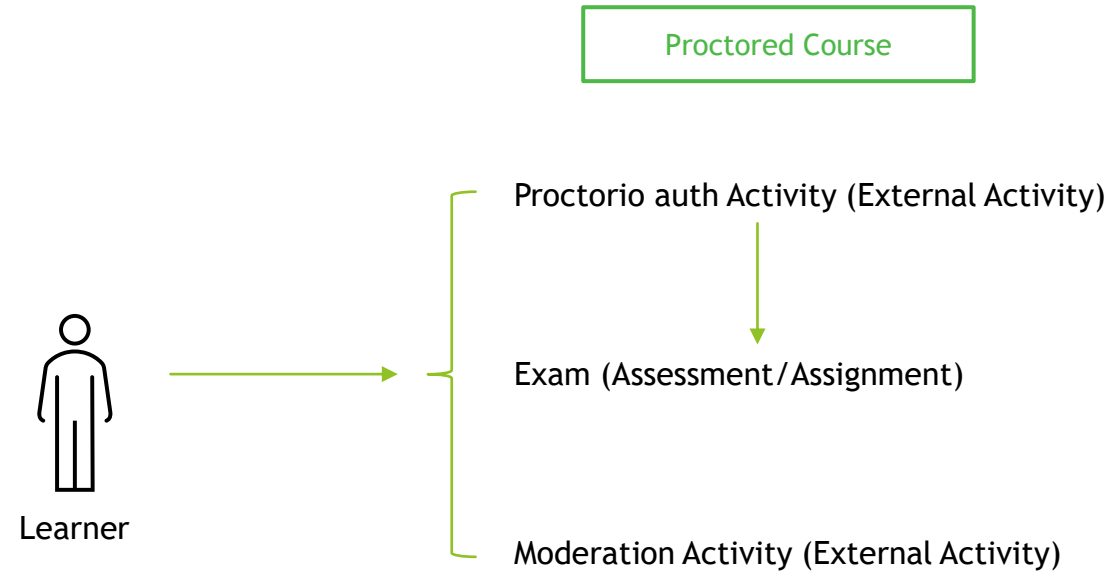 Proctored Course
Proctorio auth Activity (External Activity)
Exam (Assessment/Assignment)
Learner
Moderation Activity (External Activity)